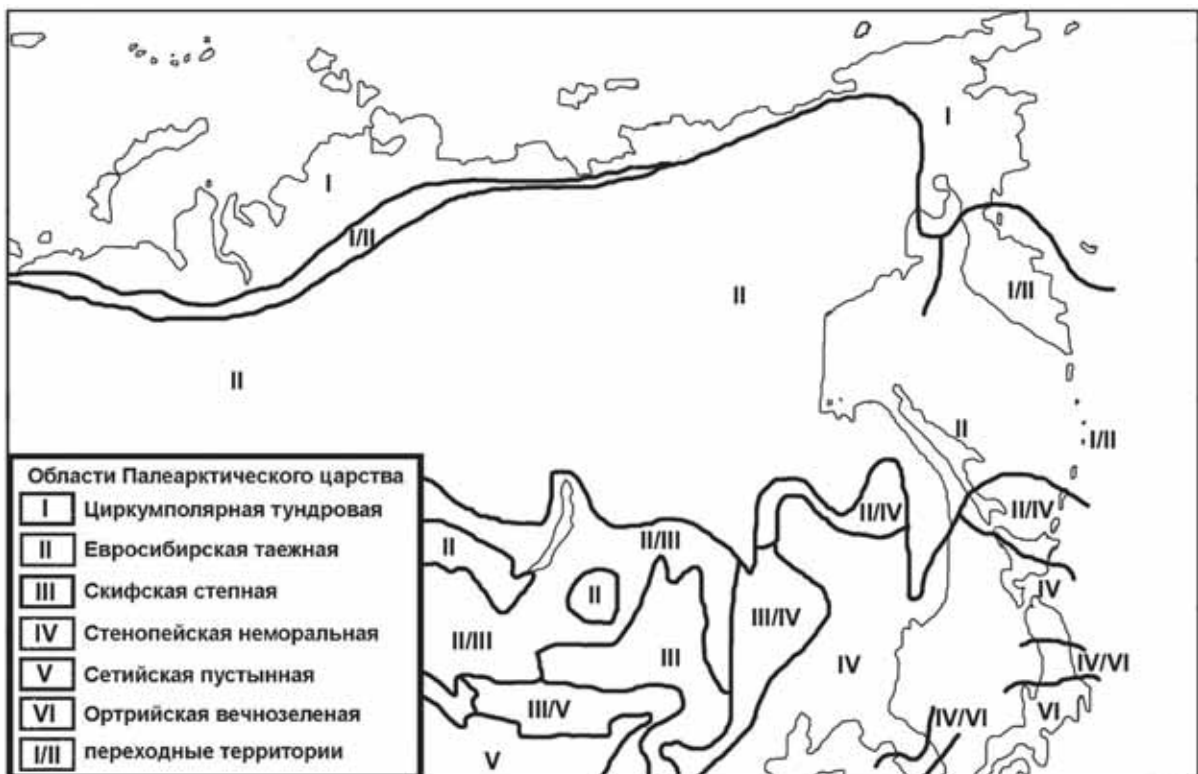 I
I
I/II
II
I/II
II
II
I/II
II/IV
II/IV
II/III
II
II
III/IV
IV
II/III
III
IV
IV/VI
III/V
IV/VI
VI
V
Области Палеарктического царства
I Циркумполярная тундровая
II Евросибирская таежная
III Скифская степная
IV Стенопейская неморальная
V Сетийская пустынная
VI Ортрийская вечнозеленая
I/II переходные территории